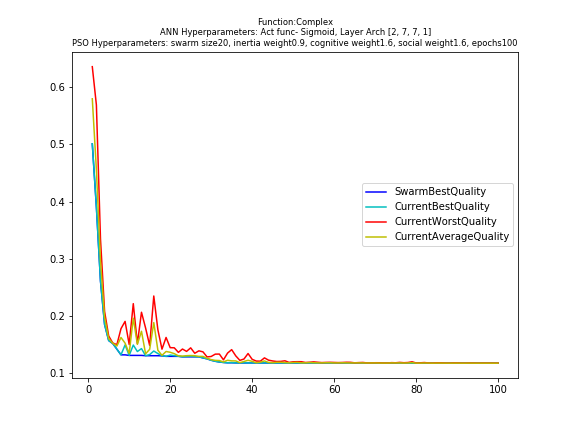 Function:Complex
ANN Hyperparameters: Act func- Sigmoid, Layer Arch [2, 7, 7, 1]
PSO Hyperparameters: swarm size20, inertia weight0.9, cognitive weight1.6, social weight1.6, epochs100
0.6
0.5
0.4
0.3
0.2
0.1
SwarmBestQuality
CurrentBestQuality
CurrentWorstQuality
CurrentAverageQuality
0 20 40 60 80 100